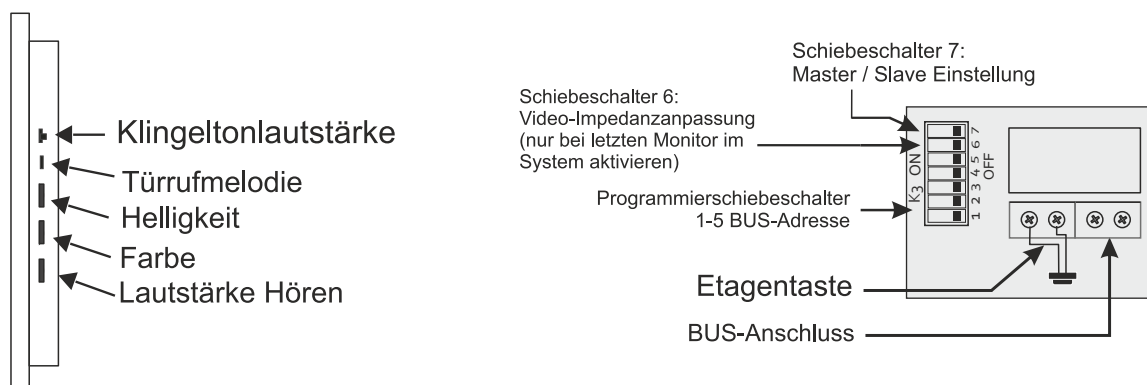 Klingeltonlautstärke
Türrufmelodie
Helligkeit
Farbe
Lautstärke Hören
Schiebeschalter 7:
Master / Slave Einstellung
Schiebeschalter 6:
Video-Impedanzanpassung
(nur bei letzten Monitor im
System aktivieren)
Programmierschiebeschalter
1-5 BUS-Adresse
K3 ON
1 2 3 4 5 6 7
OFF
Etagentaste
BUS-Anschluss